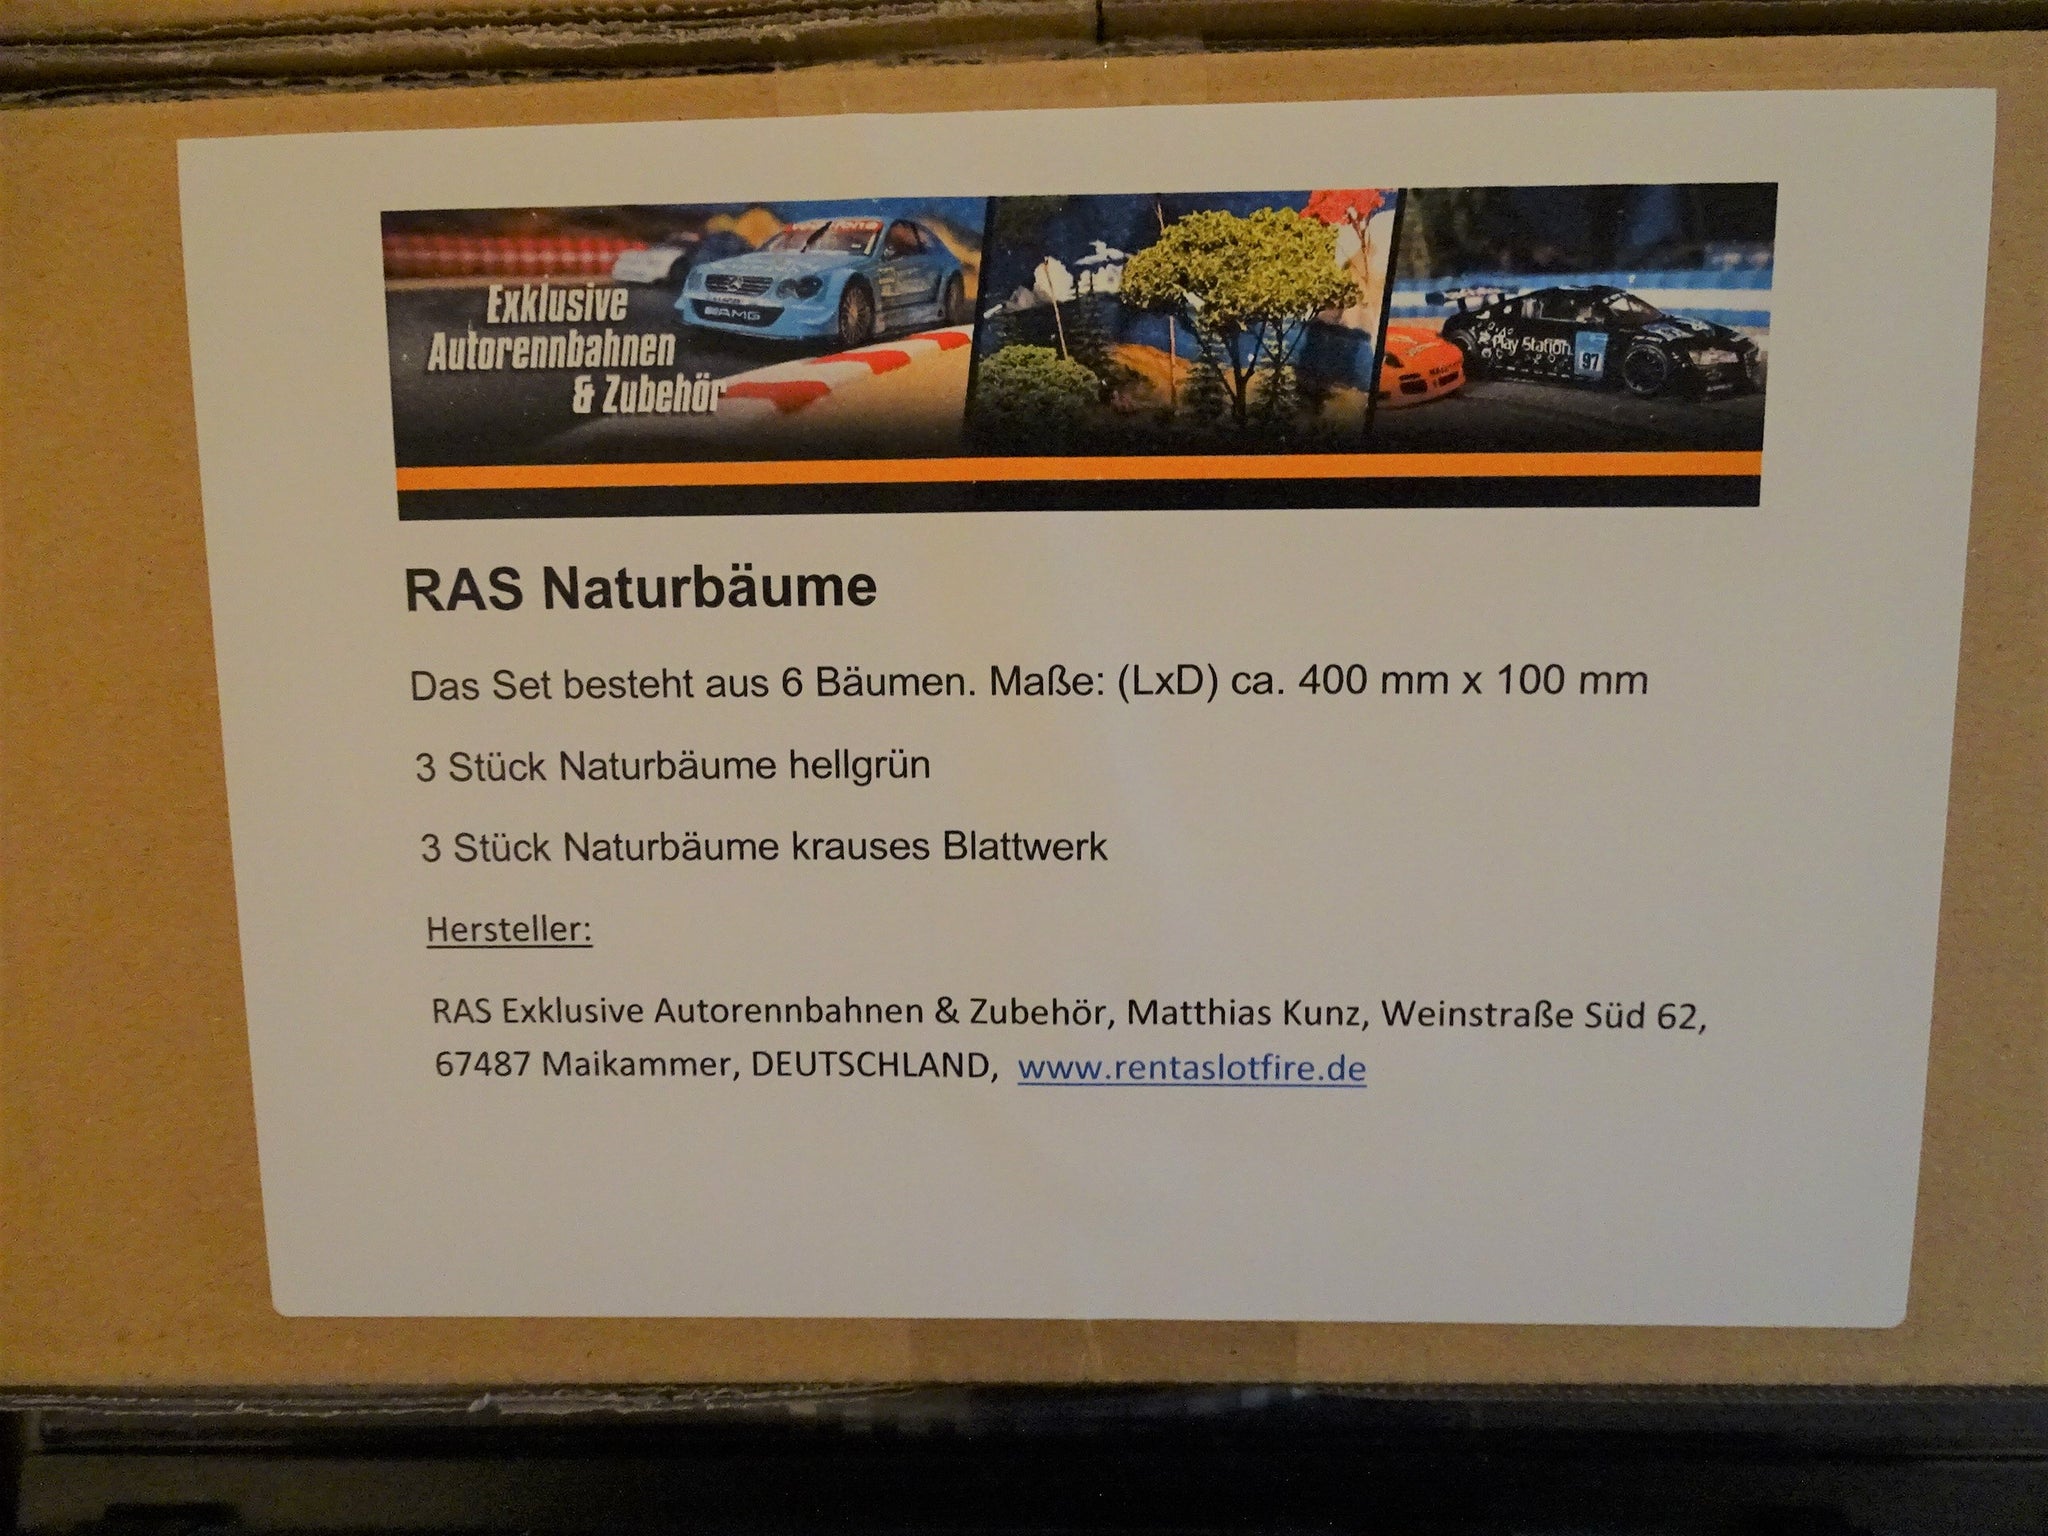 Exklusive
Autorennbahnen
& Zubehör
AMG
Play Station
97
RAS Naturbäume
Das Set besteht aus 6 Bäumen. Maße: (LxD) ca. 400 mm x 100 mm
3 Stück Naturbäume hellgrün
3 Stück Naturbäume krauses Blattwerk
Hersteller:
RAS Exklusive Autorennbahnen & Zubehör, Matthias Kunz, Weinstraße Süd 62,
67487 Maikammer, DEUTSCHLAND, www.rentaslotfire.de